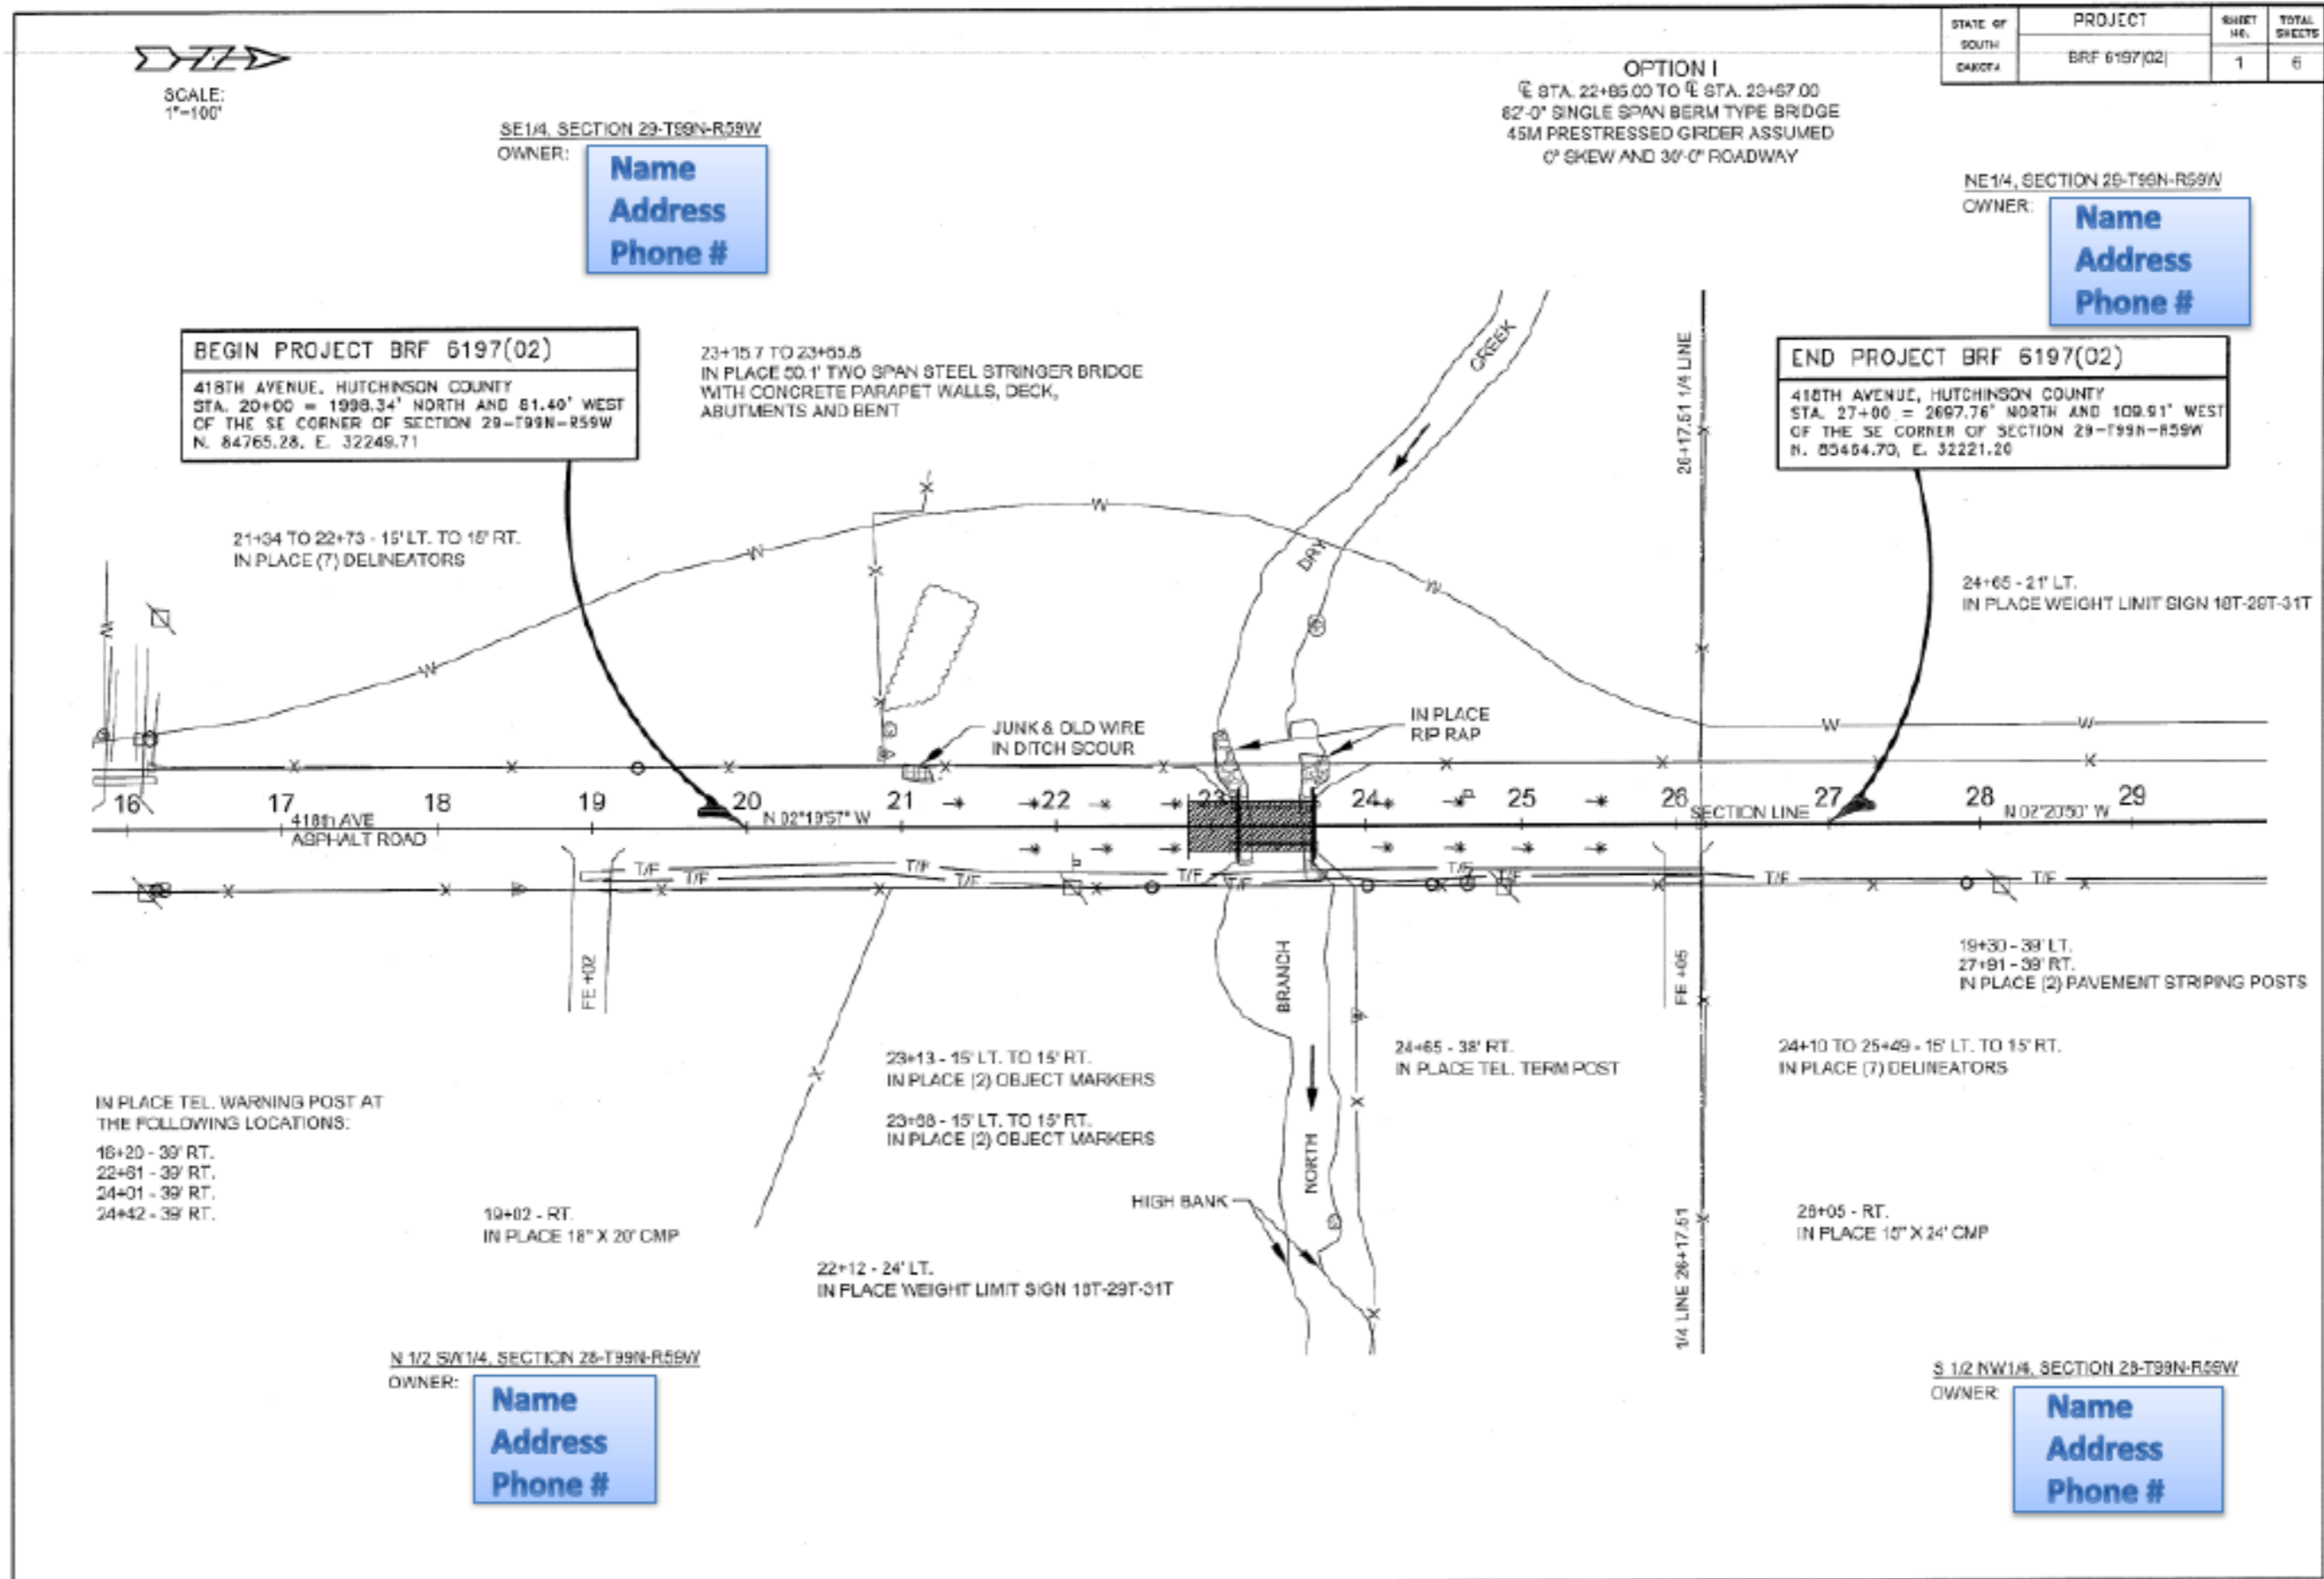 STATE OF
SOUTH
DAKOTA
PROJECT
BRF 6197(02)
SHEET
NO.
1
TOTAL
SHEETS
6
SCALE:
1"=100'
OPTION I
℄ STA. 22+85.00 TO ℄ STA. 23+67.00
82'-0" SINGLE SPAN BERM TYPE BRIDGE
45M PRESTRESSED GIRDER ASSUMED
0° SKEW AND 30'-0" ROADWAY
SE1/4, SECTION 29-T99N-R59W
OWNER:
Name
Address
Phone #
NE1/4, SECTION 29-T99N-R59W
OWNER:
Name
Address
Phone #
BEGIN PROJECT BRF 6197(02)
418TH AVENUE, HUTCHINSON COUNTY
STA. 20+00 = 1998.34' NORTH AND 81.40' WEST
OF THE SE CORNER OF SECTION 29-T99N-R59W
N. 84765.28, E. 32249.71
23+15.7 TO 23+65.8
IN PLACE 50.1' TWO SPAN STEEL STRINGER BRIDGE
WITH CONCRETE PARAPET WALLS, DECK,
ABUTMENTS AND BENT
CREEK
26+17.51 1/4 LINE
END PROJECT BRF 6197(02)
418TH AVENUE, HUTCHINSON COUNTY
STA. 27+00 = 2697.76' NORTH AND 109.91' WEST
OF THE SE CORNER OF SECTION 29-T99N-R59W
N. 85464.70, E. 32221.20
21+34 TO 22+73 - 15' LT. TO 15' RT.
IN PLACE (7) DELINEATORS
W
W
W
W
DRY
24+65 - 21' LT.
IN PLACE WEIGHT LIMIT SIGN 18T-29T-31T
JUNK & OLD WIRE
IN DITCH SCOUR
IN PLACE
RIP RAP
W
W
16 17 18 19 20 21 22 23 24 25 26 27 28 29
418th AVE
ASPHALT ROAD
N 02°19'57" W
SECTION LINE
N 02°20'50" W
T/F T/F T/F T/F T/F T/F T/F T/F T/F
FE +02
BRANCH
FE +05
19+30 - 39' LT.
27+91 - 39' RT.
IN PLACE (2) PAVEMENT STRIPING POSTS
23+13 - 15' LT. TO 15' RT.
IN PLACE (2) OBJECT MARKERS
23+68 - 15' LT. TO 15' RT.
IN PLACE (2) OBJECT MARKERS
24+65 - 38' RT.
IN PLACE TEL. TERM POST
24+10 TO 25+49 - 15' LT. TO 15' RT.
IN PLACE (7) DELINEATORS
IN PLACE TEL. WARNING POST AT
THE FOLLOWING LOCATIONS:
16+20 - 39' RT.
22+61 - 39' RT.
24+01 - 39' RT.
24+42 - 39' RT.
NORTH
HIGH BANK
19+02 - RT.
IN PLACE 18" X 20' CMP
22+12 - 24' LT.
IN PLACE WEIGHT LIMIT SIGN 18T-29T-31T
1/4 LINE 26+17.51
26+05 - RT.
IN PLACE 15" X 24' CMP
N 1/2 SW1/4, SECTION 28-T99N-R59W
OWNER:
Name
Address
Phone #
S 1/2 NW1/4, SECTION 28-T99N-R59W
OWNER:
Name
Address
Phone #